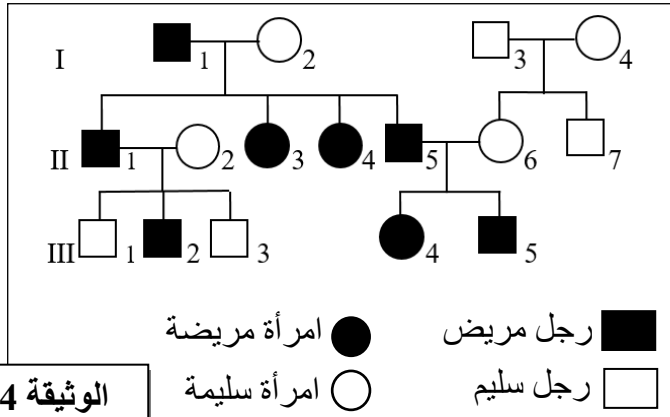 I 1 2 3 4
II 1 2 3 4 5 6 7
III 1 2 3 4 5
رجل مريض امرأة مريضة
رجل سليم امرأة سليمة
الوثيقة 4